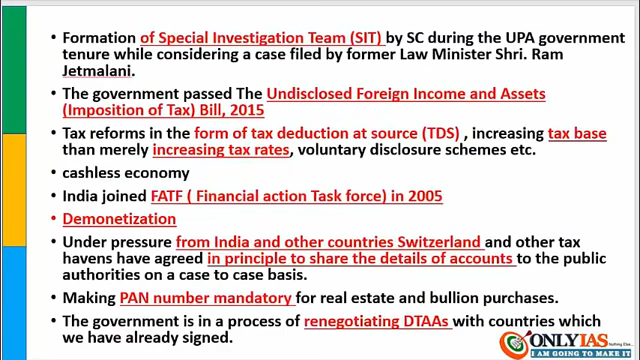 • Formation of Special Investigation Team (SIT) by SC during the UPA government
tenure while considering a case filed by former Law Minister Shri. Ram
Jetmalani.
• The government passed The Undisclosed Foreign Income and Assets
(Imposition of Tax) Bill, 2015
• Tax reforms in the form of tax deduction at source (TDS) , increasing tax base
than merely increasing tax rates, voluntary disclosure schemes etc.
• cashless economy
• India joined FATF ( Financial action Task force) in 2005
• Demonetization
• Under pressure from India and other countries Switzerland and other tax
havens have agreed in principle to share the details of accounts to the public
authorities on a case to case basis.
• Making PAN number mandatory for real estate and bullion purchases.
• The government is in a process of renegotiating DTAAs with countries which
we have already signed.
ONLYIAS
Nothing Else..
I AM GOING TO MAKE IT